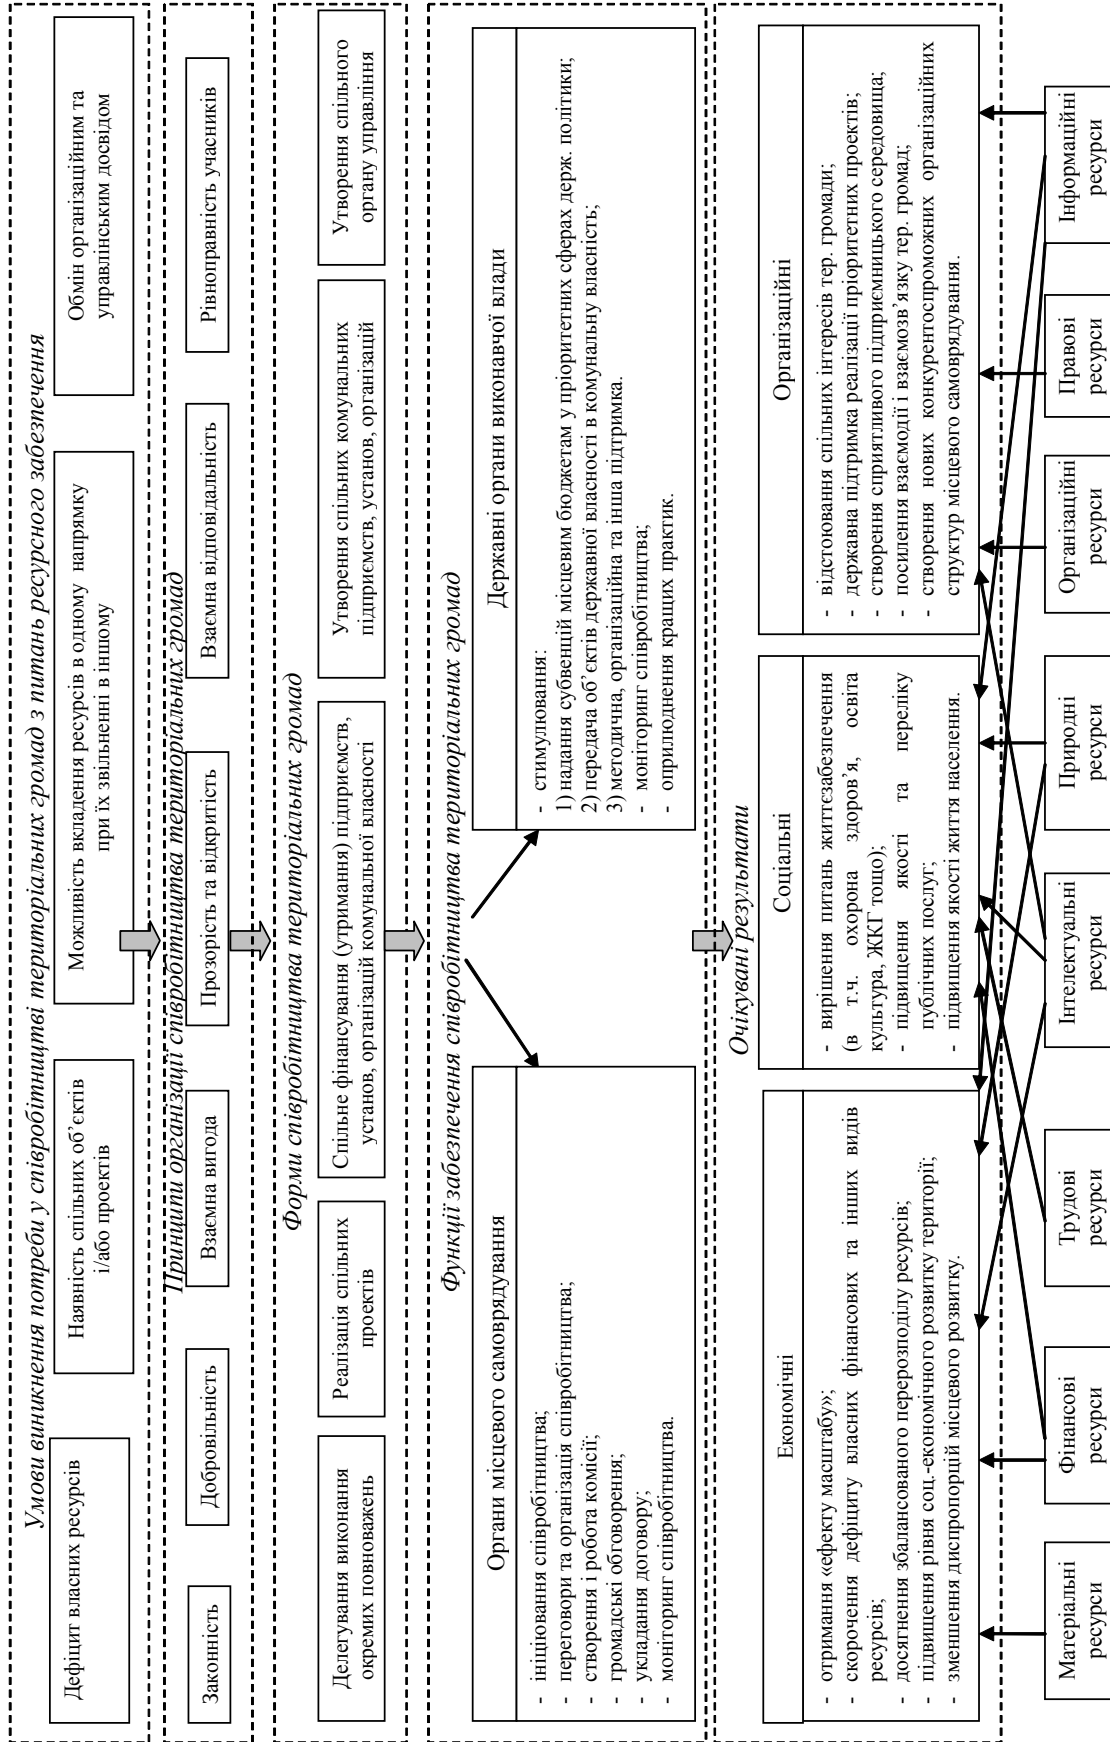 Умови виникнення потреби у співробітництві територіальних громад з питань ресурсного забезпечення
Дефіцит власних ресурсів
Наявність спільних об’єктів
і/або проектів
Можливість вкладення ресурсів в одному напрямку
при їх звільненні в іншому
Обмін організаційним та
управлінським досвідом
Принципи організації співробітництва територіальних громад
Законність
Добровільність
Взаємна вигода
Прозорість та відкритість
Взаємна відповідальність
Рівноправність учасників
Форми співробітництва територіальних громад
Делегування виконання
окремих повноважень
Реалізація спільних
проектів
Спільне фінансування (утримання) підприємств,
установ, організацій комунальної власності
Утворення спільних комунальних
підприємств, установ, організацій
Утворення спільного
органу управління
Функції забезпечення співробітництва територіальних громад
Органи місцевого самоврядування
- ініціювання співробітництва;
- переговори та організація співробітництва;
- створення і робота комісії;
- громадські обговорення;
- укладання договору;
- моніторинг співробітництва.
Державні органи виконавчої влади
- стимулювання:
1) надання субвенцій місцевим бюджетам у пріоритетних сферах держ. політики;
2) передача об’єктів державної власності в комунальну власність;
3) методична, організаційна та інша підтримка.
- моніторинг співробітництва;
- оприлюднення кращих практик.
Очікувані результати
Економічні
- отримання «ефекту масштабу»;
- скорочення дефіциту власних фінансових та інших видів
ресурсів;
- досягнення збалансованого перерозподілу ресурсів;
- підвищення рівня соц.-економічного розвитку території;
- зменшення диспропорцій місцевого розвитку.
Соціальні
- вирішення питань життєзабезпечення
(в т.ч. охорона здоров’я, освіта
культура, ЖКГ тощо);
- підвищення якості та переліку
публічних послуг;
- підвищення якості життя населення.
Організаційні
- відстоювання спільних інтересів тер. громади;
- державна підтримка реалізації пріоритетних проектів;
- створення сприятливого підприємницького середовища;
- посилення взаємодії і взаємозв’язку тер. громад;
- створення нових конкурентоспроможних організаційних
структур місцевого самоврядування.
Матеріальні
ресурси
Фінансові
ресурси
Трудові
ресурси
Інтелектуальні
ресурси
Природні
ресурси
Організаційні
ресурси
Правові
ресурси
Інформаційні
ресурси